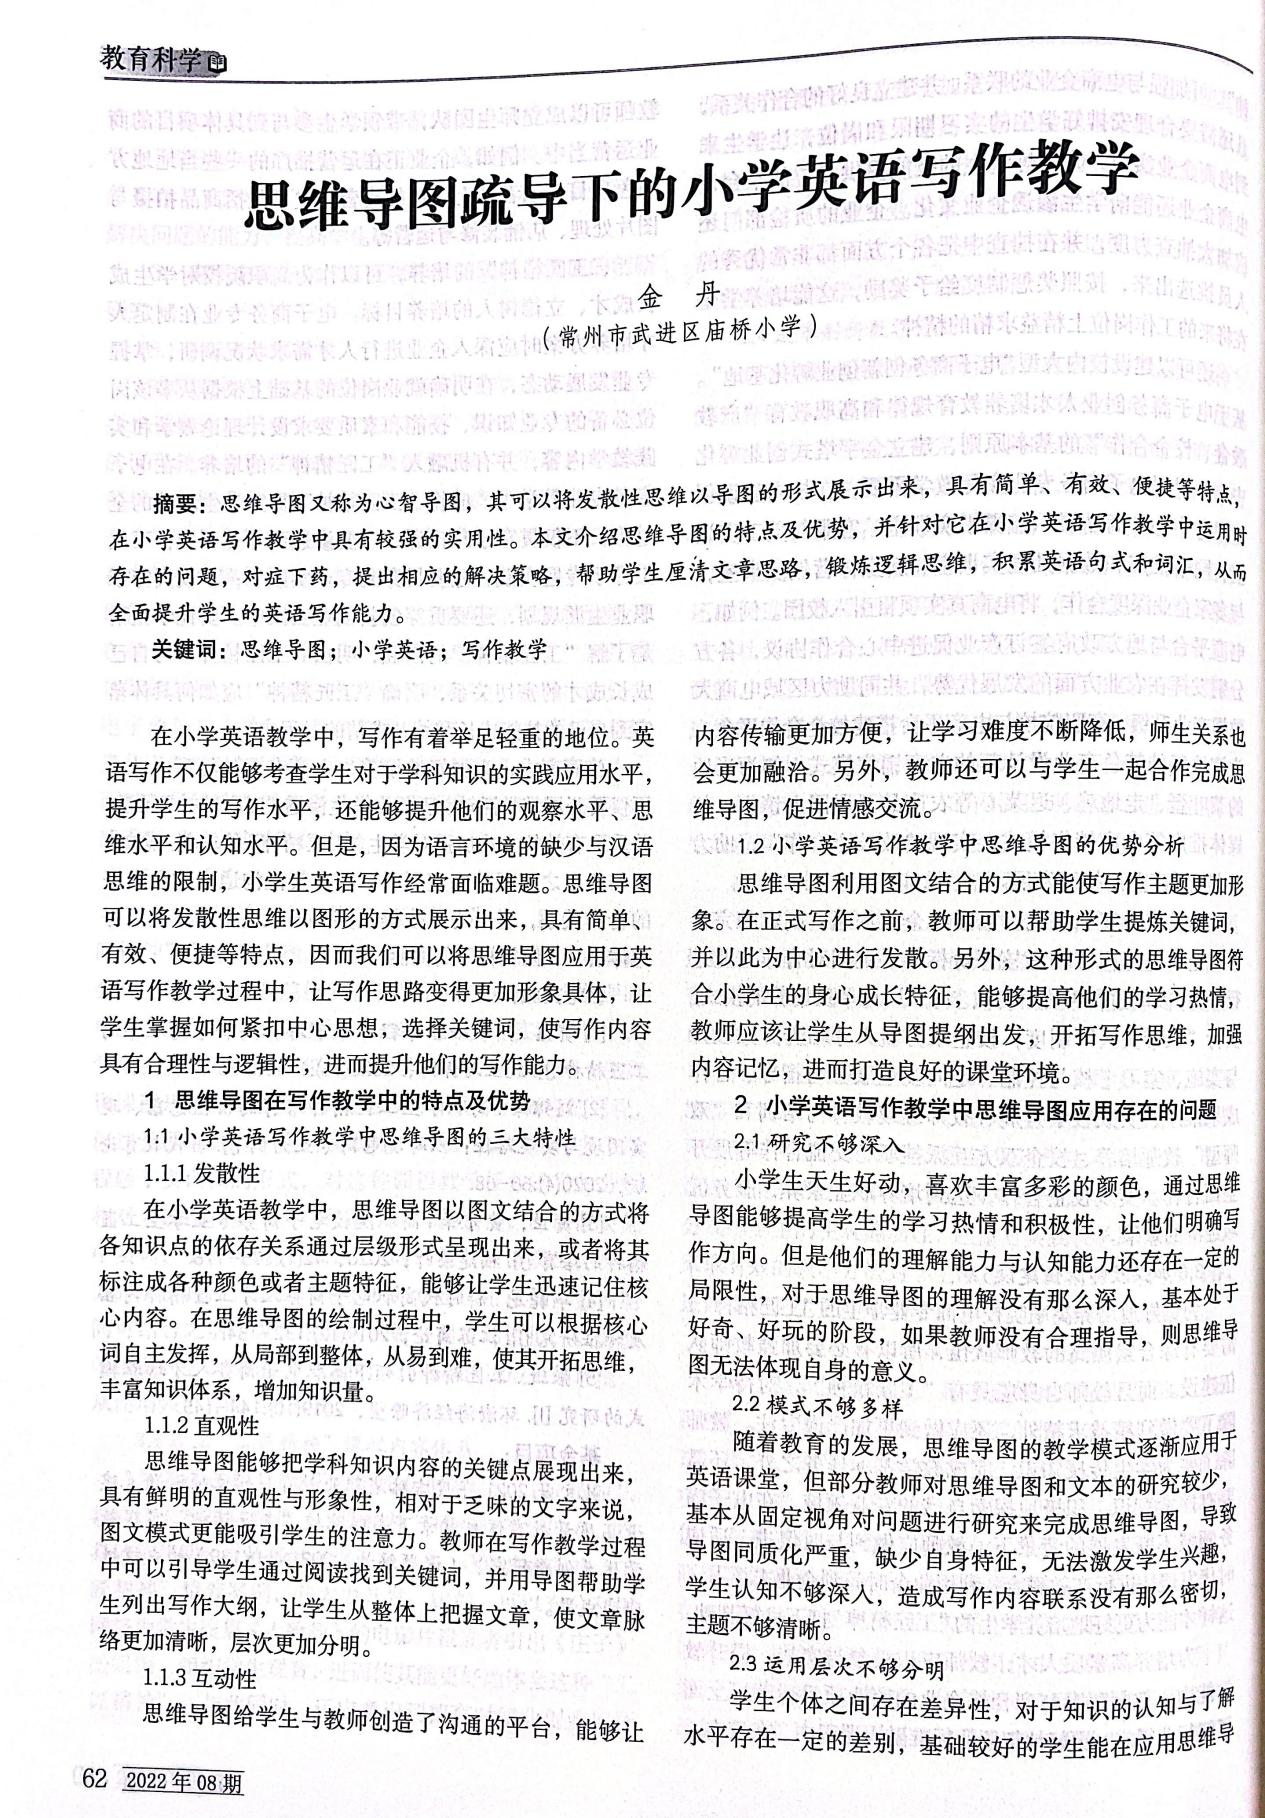 教育科学
思维导图疏导下的小学英语写作教学
金 丹
(常州市武进区庙桥小学)
摘要：思维导图又称为心智导图，其可以将发散性思维以导图的形式展示出来，具有简单、有效、便捷等特点，
在小学英语写作教学中具有较强的实用性。本文介绍思维导图的特点及优势，并针对它在小学英语写作教学中运用时
存在的问题，对症下药，提出相应的解决策略，帮助学生厘清文章思路，锻炼逻辑思维，积累英语句式和词汇，从而
全面提升学生的英语写作能力。
关键词：思维导图；小学英语；写作教学
在小学英语教学中，写作有着举足轻重的地位。英
语写作不仅能够考查学生对于学科知识的实践应用水平，
提升学生的写作水平，还能够提升他们的观察水平、思
维水平和认知水平。但是，因为语言环境的缺少与汉语
思维的限制，小学生英语写作经常面临难题。思维导图
可以将发散性思维以图形的方式展示出来，具有简单、
有效、便捷等特点，因而我们可以将思维导图应用于英
语写作教学过程中，让写作思路变得更加形象具体，让
学生掌握如何紧扣中心思想，选择关键词，使写作内容
具有合理性与逻辑性，进而提升他们的写作能力。
1 思维导图在写作教学中的特点及优势
1.1 小学英语写作教学中思维导图的三大特性
1.1.1 发散性
在小学英语教学中，思维导图以图文结合的方式将
各知识点的依存关系通过层级形式呈现出来，或者将其
标注成各种颜色或者主题特征，能够让学生迅速记住核
心内容。在思维导图的绘制过程中，学生可以根据核心
词自主发挥，从局部到整体，从易到难，使其开拓思维，
丰富知识体系，增加知识量。
1.1.2 直观性
思维导图能够把学科知识内容的关键点展现出来，
具有鲜明的直观性与形象性，相对于乏味的文字来说，
图文模式更能吸引学生的注意力。教师在写作教学过程
中可以引导学生通过阅读找到关键词，并用导图帮助学
生列出写作大纲，让学生从整体上把握文章，使文章脉
络更加清晰，层次更加分明。
1.1.3 互动性
思维导图给学生与教师创造了沟通的平台，能够让
内容传输更加方便，让学习难度不断降低，师生关系也
会更加融洽。另外，教师还可以与学生一起合作完成思
维导图，促进情感交流。
1.2 小学英语写作教学中思维导图的优势分析
思维导图利用图文结合的方式能使写作主题更加形
象。在正式写作之前，教师可以帮助学生提炼关键词，
并以此为中心进行发散。另外，这种形式的思维导图符
合小学生的身心成长特征，能够提高他们的学习热情，
教师应该让学生从导图提纲出发，开拓写作思维，加强
内容记忆，进而打造良好的课堂环境。
2 小学英语写作教学中思维导图应用存在的问题
2.1 研究不够深入
小学生天生好动，喜欢丰富多彩的颜色，通过思维
导图能够提高学生的学习热情和积极性，让他们明确写
作方向。但是他们的理解能力与认知能力还存在一定的
局限性，对于思维导图的理解没有那么深入，基本处于
好奇、好玩的阶段，如果教师没有合理指导，则思维导
图无法体现自身的意义。
2.2 模式不够多样
随着教育的发展，思维导图的教学模式逐渐应用于
英语课堂，但部分教师对思维导图和文本的研究较少，
基本从固定视角对问题进行研究来完成思维导图，导致
导图同质化严重，缺少自身特征，无法激发学生兴趣，
学生认知不够深入，造成写作内容联系没有那么密切，
主题不够清晰。
2.3 运用层次不够分明
学生个体之间存在差异性，对于知识的认知与了解
水平存在一定的差别，基础较好的学生能在应用思维导
62 2022年08期